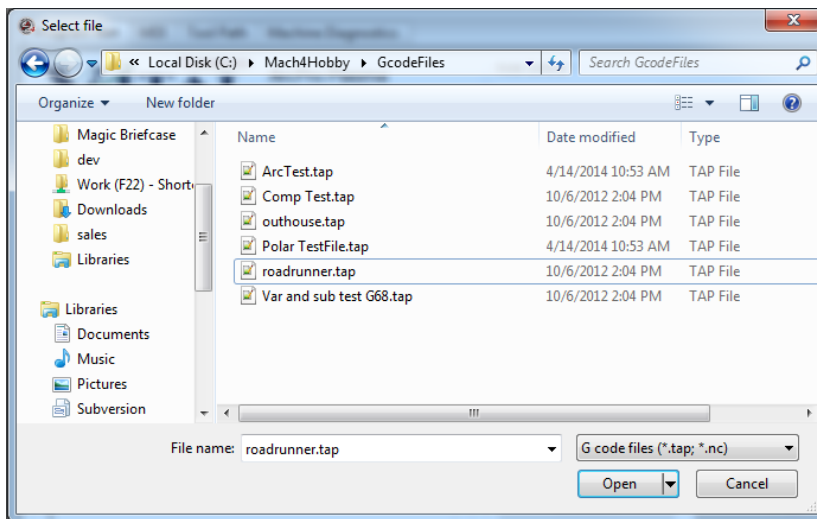 Select file
« Local Disk (C:) ▸ Mach4Hobby ▸ GcodeFiles
Search GcodeFiles
Organize
New folder
Magic Briefcase
dev
Work (F22) - Short
Downloads
sales
Libraries
Libraries
Documents
Music
Pictures
Subversion
Name Date modified Type
ArcTest.tap 4/14/2014 10:53 AM TAP File
Comp Test.tap 10/6/2012 2:04 PM TAP File
outhouse.tap 10/6/2012 2:04 PM TAP File
Polar TestFile.tap 4/14/2014 10:53 AM TAP File
roadrunner.tap 10/6/2012 2:04 PM TAP File
Var and sub test G68.tap 10/6/2012 2:04 PM TAP File
File name: roadrunner.tap
G code files (*.tap; *.nc)
Open Cancel